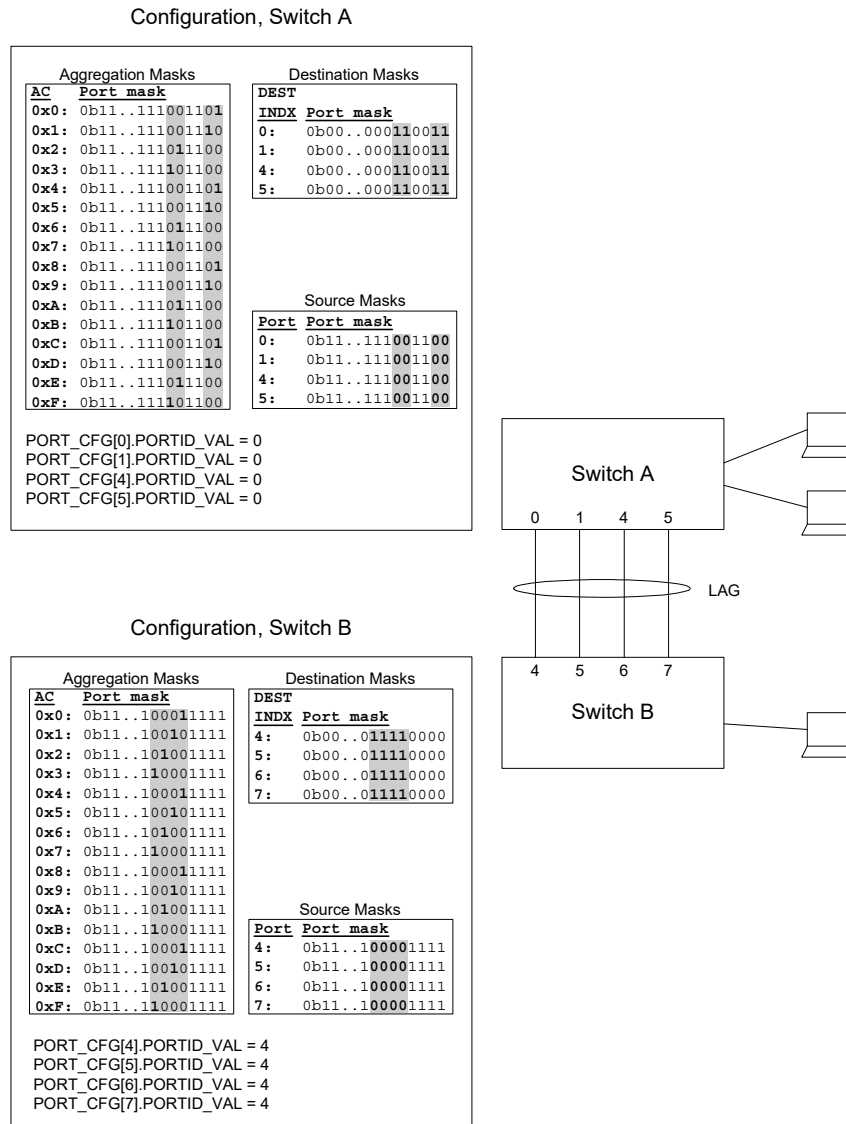 Configuration, Switch A
Aggregation Masks
AC Port mask
0x0: 0b11..111001101
0x1: 0b11..111001110
0x2: 0b11..111011100
0x3: 0b11..111101100
0x4: 0b11..111001101
0x5: 0b11..111001110
0x6: 0b11..111011100
0x7: 0b11..111101100
0x8: 0b11..111001101
0x9: 0b11..111001110
0xA: 0b11..111011100
0xB: 0b11..111101100
0xC: 0b11..111001101
0xD: 0b11..111001110
0xE: 0b11..111011100
0xF: 0b11..111101100
Destination Masks
DEST
INDX Port mask
0: 0b00..000110011
1: 0b00..000110011
4: 0b00..000110011
5: 0b00..000110011
Source Masks
Port Port mask
0: 0b11..111001100
1: 0b11..111001100
4: 0b11..111001100
5: 0b11..111001100
PORT_CFG[0].PORTID_VAL = 0
PORT_CFG[1].PORTID_VAL = 0
PORT_CFG[4].PORTID_VAL = 0
PORT_CFG[5].PORTID_VAL = 0
Switch A
0 1 4 5
LAG
4 5 6 7
Switch B
Configuration, Switch B
Aggregation Masks
AC Port mask
0x0: 0b11..100011111
0x1: 0b11..100101111
0x2: 0b11..101001111
0x3: 0b11..110001111
0x4: 0b11..100011111
0x5: 0b11..100101111
0x6: 0b11..101001111
0x7: 0b11..110001111
0x8: 0b11..100011111
0x9: 0b11..100101111
0xA: 0b11..101001111
0xB: 0b11..110001111
0xC: 0b11..100011111
0xD: 0b11..100101111
0xE: 0b11..101001111
0xF: 0b11..110001111
Destination Masks
DEST
INDX Port mask
4: 0b00..011110000
5: 0b00..011110000
6: 0b00..011110000
7: 0b00..011110000
Source Masks
Port Port mask
4: 0b11..100001111
5: 0b11..100001111
6: 0b11..100001111
7: 0b11..100001111
PORT_CFG[4].PORTID_VAL = 4
PORT_CFG[5].PORTID_VAL = 4
PORT_CFG[6].PORTID_VAL = 4
PORT_CFG[7].PORTID_VAL = 4